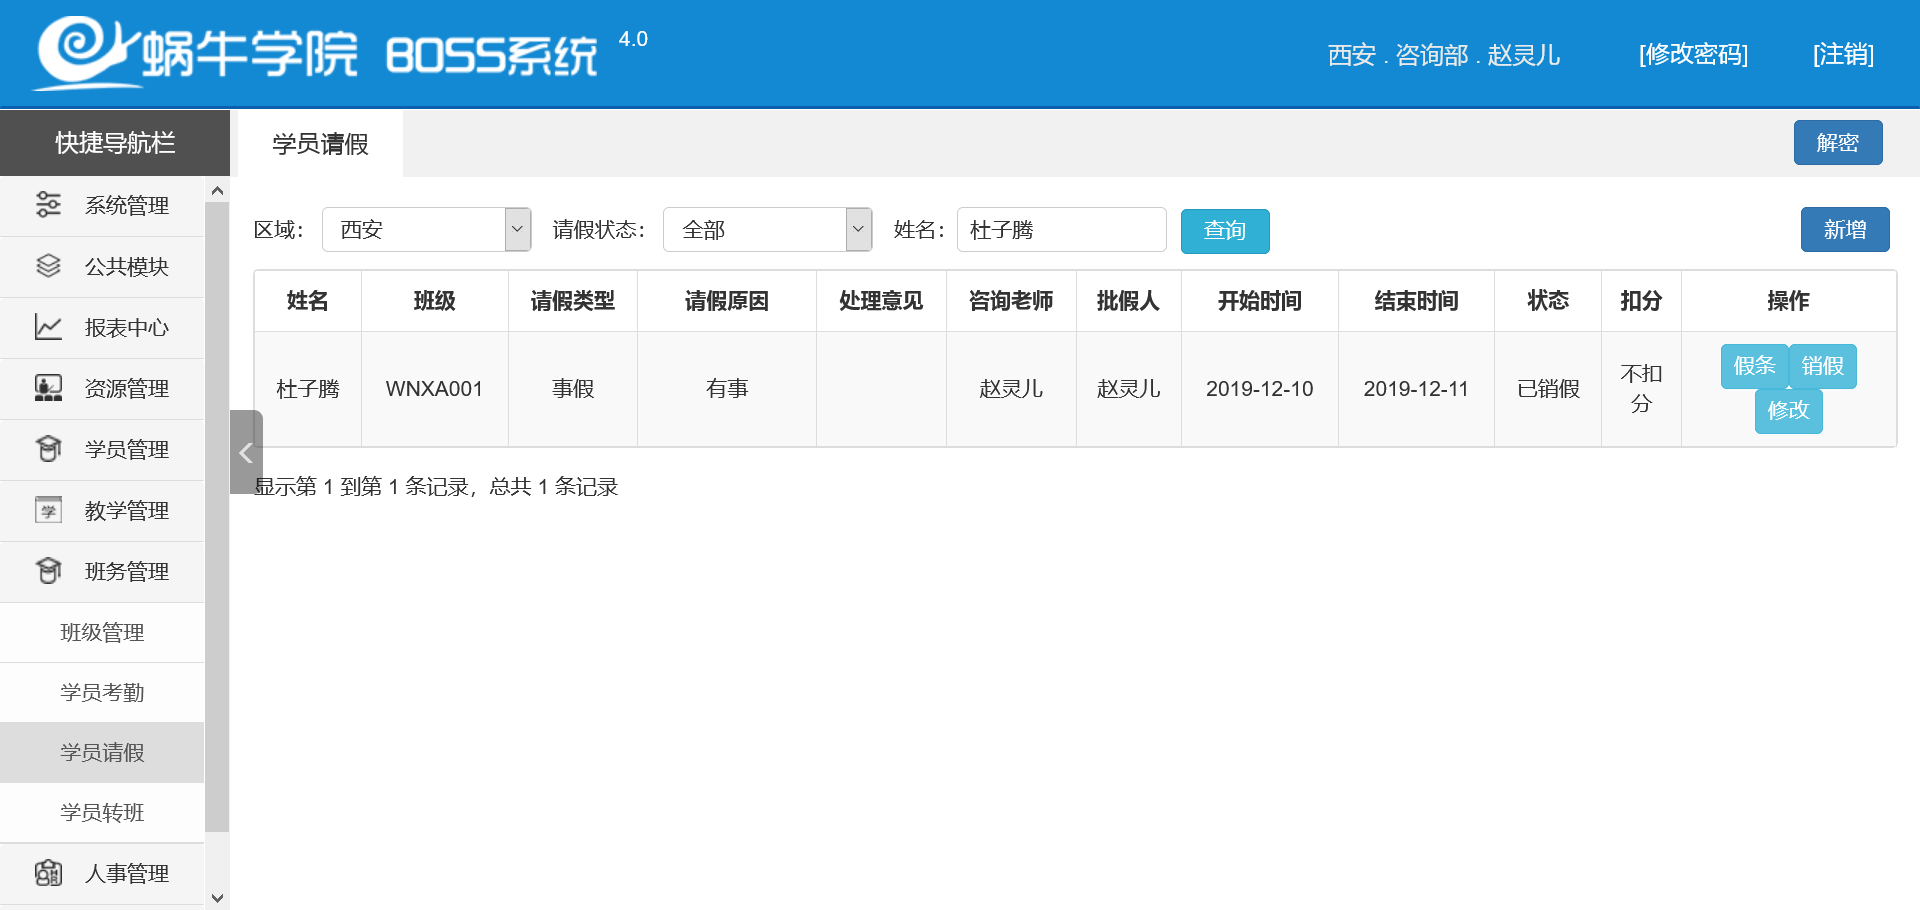 蜗牛学院 BOSS系统 4.0
西安 . 咨询部 . 赵灵儿 [修改密码] [注销]
快捷导航栏
学员请假
解密
系统管理
公共模块
报表中心
资源管理
学员管理
教学管理
班务管理
班级管理
学员考勤
学员请假
学员转班
人事管理
区域： 西安 请假状态： 全部 姓名： 杜子腾 查询 新增
姓名 班级 请假类型 请假原因 处理意见 咨询老师 批假人 开始时间 结束时间 状态 扣分 操作
杜子腾 WNXA001 事假 有事 赵灵儿 赵灵儿 2019-12-10 2019-12-11 已销假 不扣分 假条 销假
修改
显示第 1 到第 1 条记录，总共 1 条记录